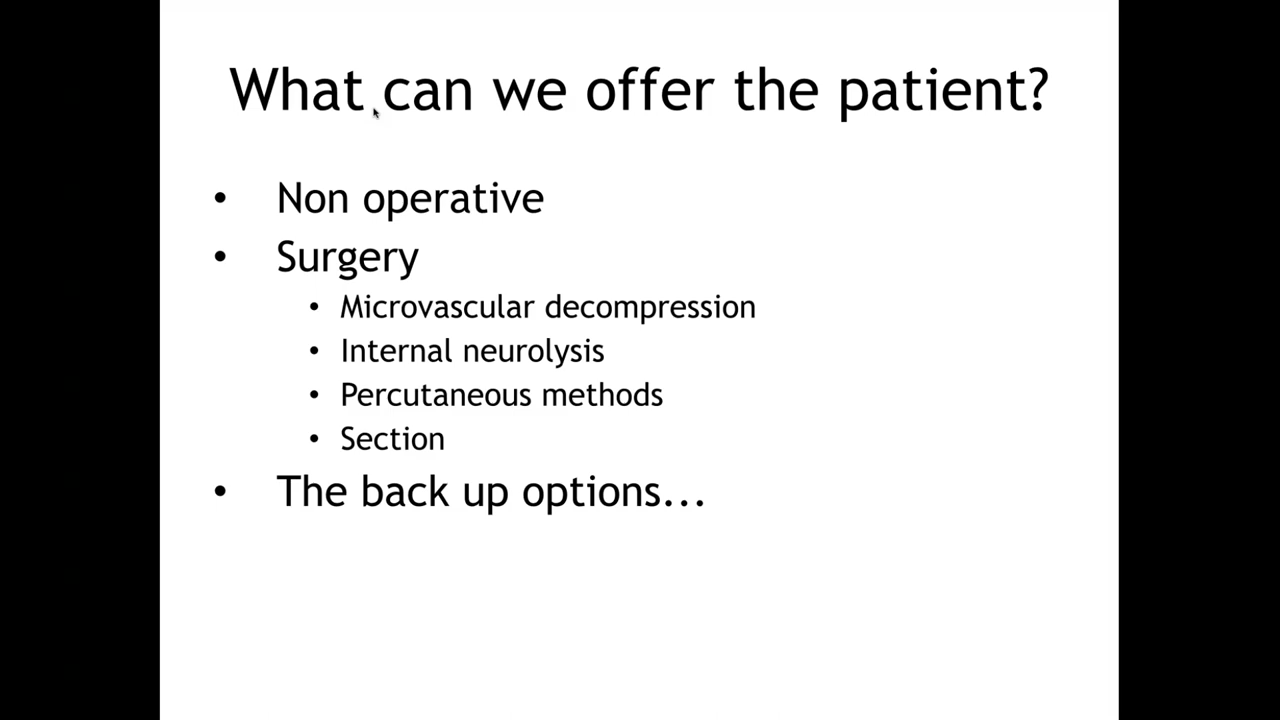 What can we offer the patient?
• Non operative
• Surgery
• Microvascular decompression
• Internal neurolysis
• Percutaneous methods
• Section
• The back up options...